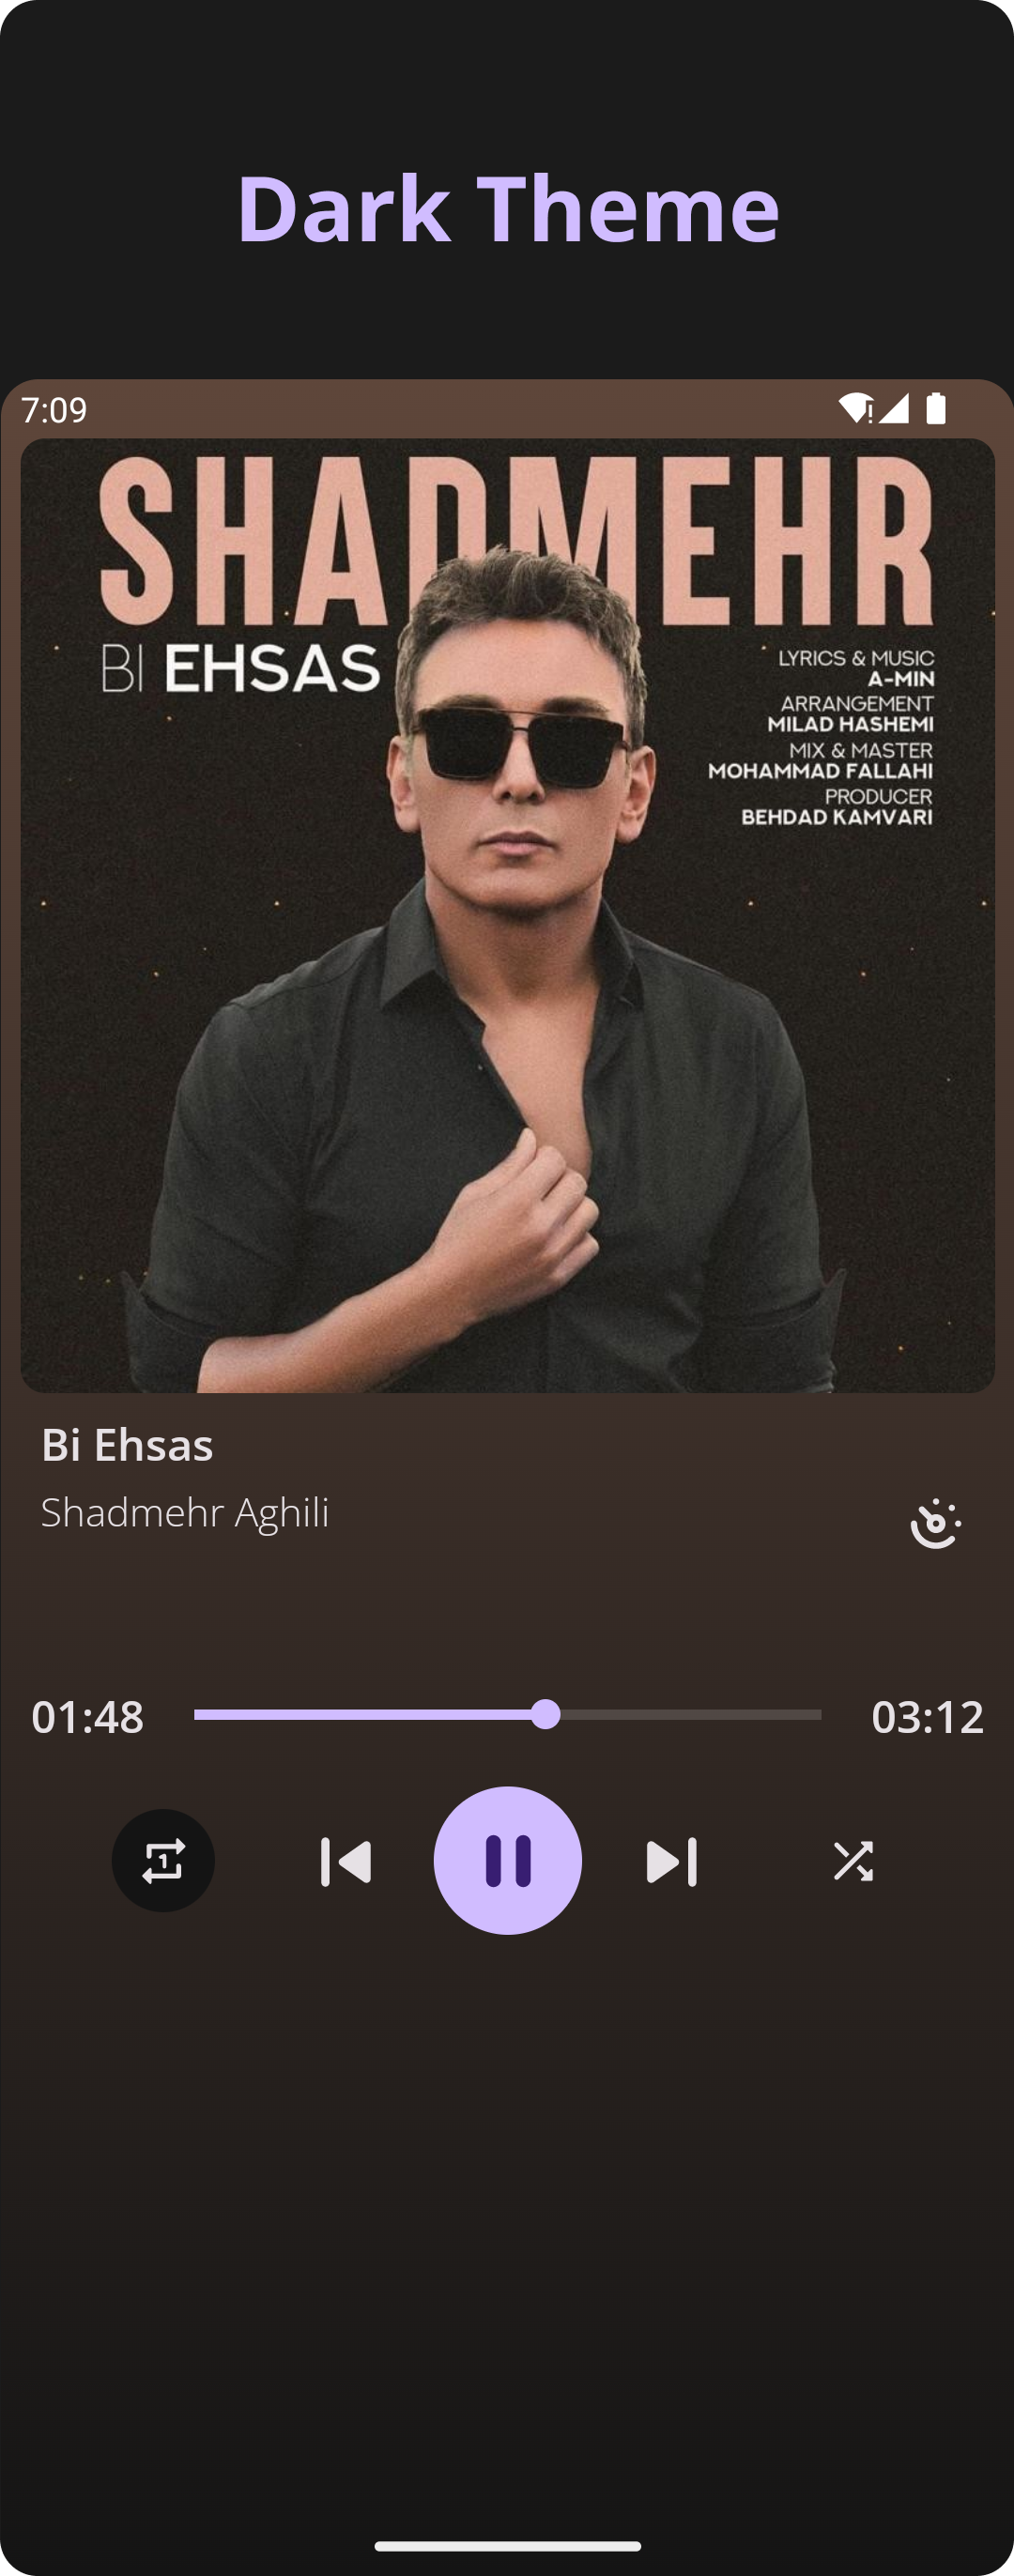 Dark Theme
7:09
SHADMEHR
BI EHSAS
LYRICS & MUSIC
A-MIN
ARRANGEMENT
MILAD HASHEMI
MIX & MASTER
MOHAMMAD FALLAHI
PRODUCER
BEHDAD KAMVARI
Bi Ehsas
Shadmehr Aghili
01:48
03:12
1